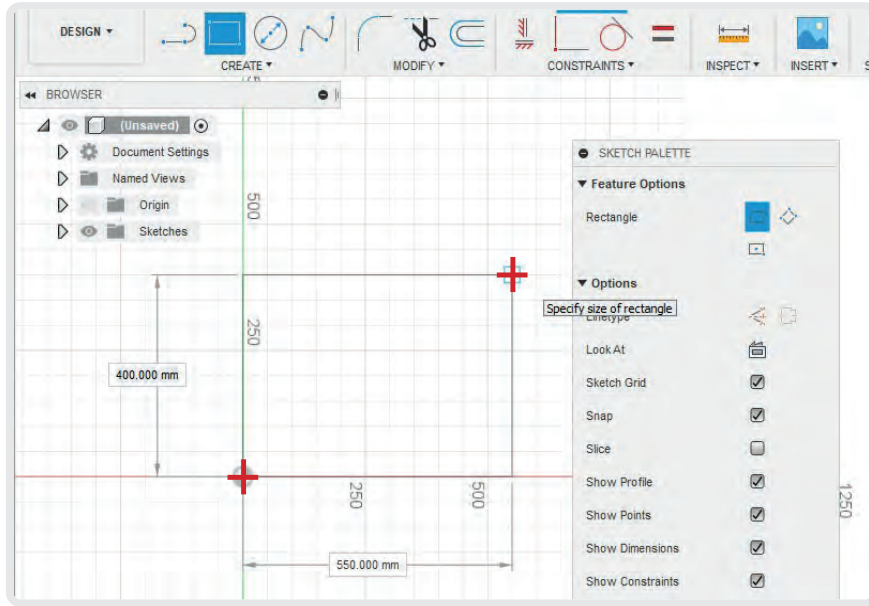 DESIGN ▾
CREATE ▾
MODIFY ▾
CONSTRAINTS ▾
INSPECT ▾
INSERT ▾
S
BROWSER
(Unsaved)
Document Settings
Named Views
Origin
Sketches
500
250
400.000 mm
250
500
550.000 mm
1250
SKETCH PALETTE
▼ Feature Options
Rectangle
▼ Options
Specify size of rectangle
Linetype
Look At
Sketch Grid
Snap
Slice
Show Profile
Show Points
Show Dimensions
Show Constraints